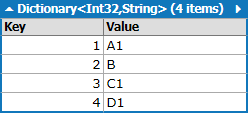 Dictionary<Int32,String> (4 items)
Key Value
1 A1
2 B
3 C1
4 D1